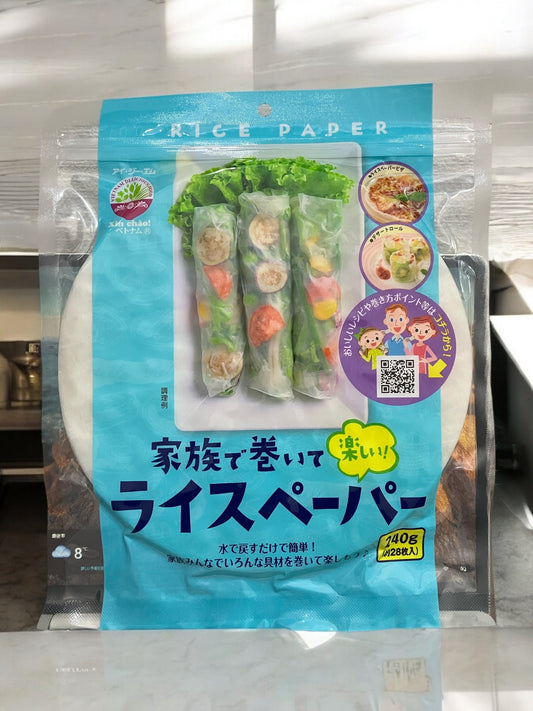 RICE PAPER
アイ・ジー・エム
xin chào!
ベトナム
ライスペーパーピザ
デザートロール
おいしいレシピや巻き方ポイント等はコチラから!
調理例
家族で巻いて
楽しい!
ライスペーパー
240g
(約28枚入)
水で戻すだけで簡単!
家族みんなでいろんな具材を巻いて楽しもう♪
8℃